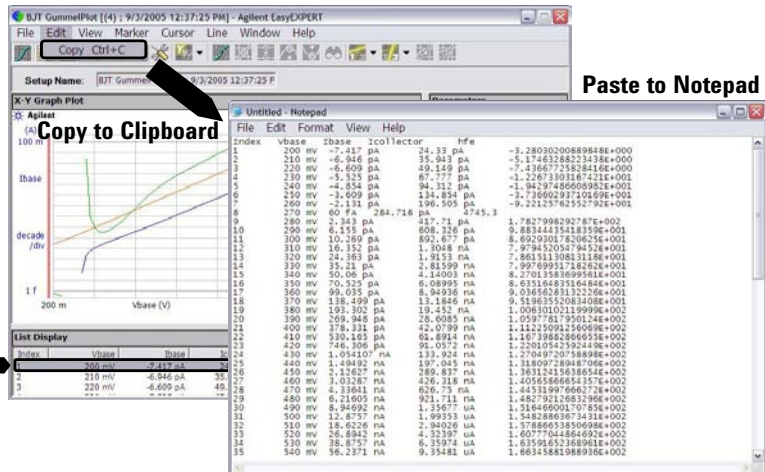 BJT GummelPlot [(4) ; 9/3/2005 12:37:25 PM] - Agilent EasyEXPERT
File Edit View Marker Cursor Line Window Help
Copy Ctrl+C
Setup Name: BJT Gummel 9/3/2005 12:37:25 P
X-Y Graph Plot
Agilent
(A)
100 m
Ibase
decade
/div
1 f
200 m Vbase (V)
List Display
Index Vbase Ibase
1 200 mV -7.417 pA
2 210 mV -6.946 pA 35.
3 220 mV -6.609 pA 49.
Copy to Clipboard
Paste to Notepad
Untitled - Notepad
File Edit Format View Help
Index Vbase Ibase Icollector hfe
1 200 mV -7.417 pA 24.33 pA -3.28030200889848E+000
2 210 mV -6.946 pA 35.943 pA -5.17463288223438E+000
3 220 mV -6.609 pA 49.149 pA -7.43667725828416E+000
4 230 mV -5.525 pA 67.777 pA -1.22673303167421E+001
5 240 mV -4.854 pA 94.312 pA -1.94297486608982E+001
6 250 mV -3.609 pA 134.854 pA -3.73660293710169E+001
7 260 mV -2.131 pA 196.505 pA -9.22125762552792E+001
8 270 mV 60 fA 284.718 pA 4745.3
9 280 mV 2.343 pA 417.71 pA 1.7827998292787E+002
10 290 mV 6.155 pA 608.326 pA 9.88344435418359E+001
11 300 mV 10.269 pA 892.677 pA 8.69293017820625E+001
12 310 mV 16.352 pA 1.3048 nA 7.97945205479452E+001
13 320 mV 24.363 pA 1.9153 nA 7.86151130813118E+001
14 330 mV 35.21 pA 2.81599 nA 7.99769951718262E+001
15 340 mV 50.06 pA 4.14003 nA 8.27013583699561E+001
16 350 mV 70.525 pA 6.08995 nA 8.63516483516484E+001
17 360 mV 99.035 pA 8.94936 nA 9.03656283132226E+001
18 370 mV 138.499 pA 13.1846 nA 9.51963552083408E+001
19 380 mV 193.302 pA 19.452 nA 1.00630102119999E+002
20 390 mV 269.948 pA 28.6085 nA 1.05977817950124E+002
21 400 mV 378.331 pA 42.0799 nA 1.11225091256069E+002
22 410 mV 530.165 pA 61.8914 nA 1.16739882866655E+002
23 420 mV 746.306 pA 91.0572 nA 1.22010542592449E+002
24 430 mV 1.054107 nA 133.924 nA 1.27049720758898E+002
25 440 mV 1.49492 nA 197.045 nA 1.31809728948706E+002
26 450 mV 2.12627 nA 289.837 nA 1.36312415638654E+002
27 460 mV 3.03287 nA 426.318 nA 1.40565866654357E+002
28 470 mV 4.33641 nA 626.75 nA 1.44531997666272E+002
29 480 mV 6.21605 nA 921.711 nA 1.48279212683296E+002
30 490 mV 8.94692 nA 1.35677 uA 1.51646600170785E+002
31 500 mV 12.8757 nA 1.99353 uA 1.54828863673431E+002
32 510 mV 18.6226 nA 2.94026 uA 1.57886653850698E+002
33 520 mV 26.8942 nA 4.32397 uA 1.60777044864692E+002
34 530 mV 38.8757 nA 6.35974 uA 1.63591652368961E+002
35 540 mV 56.2371 nA 9.35481 uA 1.66345881988936E+002